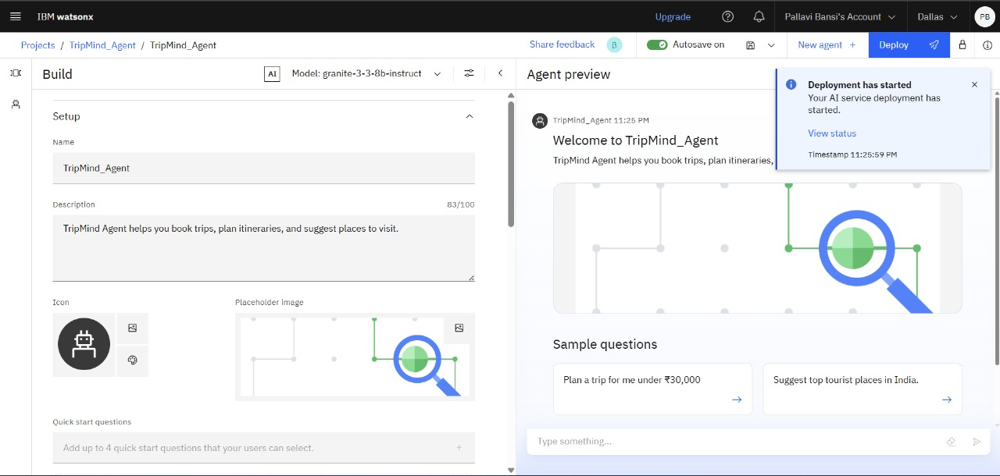 IBM watsonx
Upgrade
Pallavi Bansi's Account
Dallas
PB
Projects / TripMind_Agent / TripMind_Agent
Share feedback
β
Autosave on
New agent +
Deploy
Build
AI
Model: granite-3-3-8b-instruct
Setup
Name
TripMind_Agent
Description
83/100
TripMind Agent helps you book trips, plan itineraries, and suggest places to visit.
Icon
Placeholder image
Quick start questions
Add up to 4 quick start questions that your users can select.
Agent preview
Deployment has started
Your AI service deployment has
started.
View status
Timestamp 11:25:59 PM
TripMind_Agent 11:25 PM
Welcome to TripMind_Agent
TripMind Agent helps you book trips, plan itineraries,
Sample questions
Plan a trip for me under ₹30,000
Suggest top tourist places in India.
Type something...